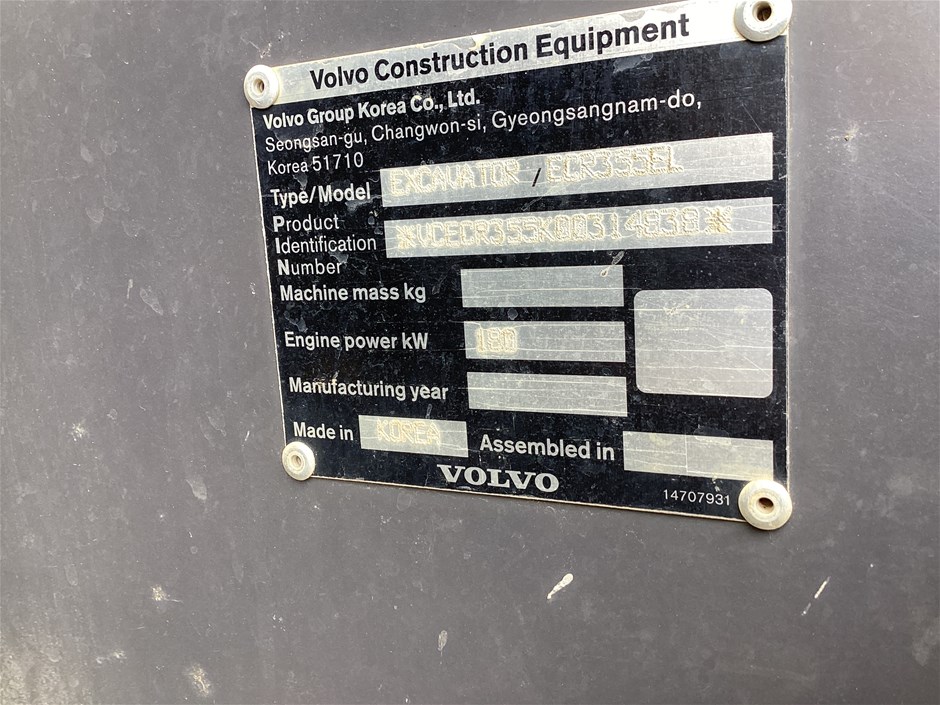 Volvo Construction Equipment
Volvo Group Korea Co., Ltd.
Seongsan-gu, Changwon-si, Gyeongsangnam-do,
Korea 51710
Type/Model EXCAVATOR / ECR355EL
Product
Identification
Number
*VCECR355K00314838*
Machine mass kg
Engine power kW 180
Manufacturing year
Made in KOREA Assembled in
VOLVO
14707931